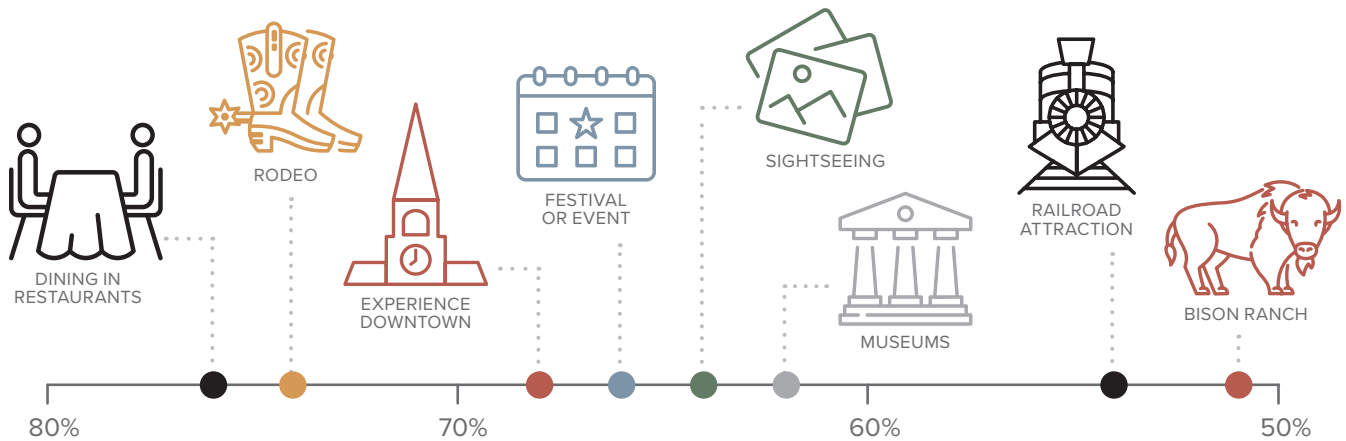 DINING IN
RESTAURANTS
RODEO
EXPERIENCE
DOWNTOWN
FESTIVAL
OR EVENT
SIGHTSEEING
MUSEUMS
RAILROAD
ATTRACTION
BISON RANCH
80%
70%
60%
50%